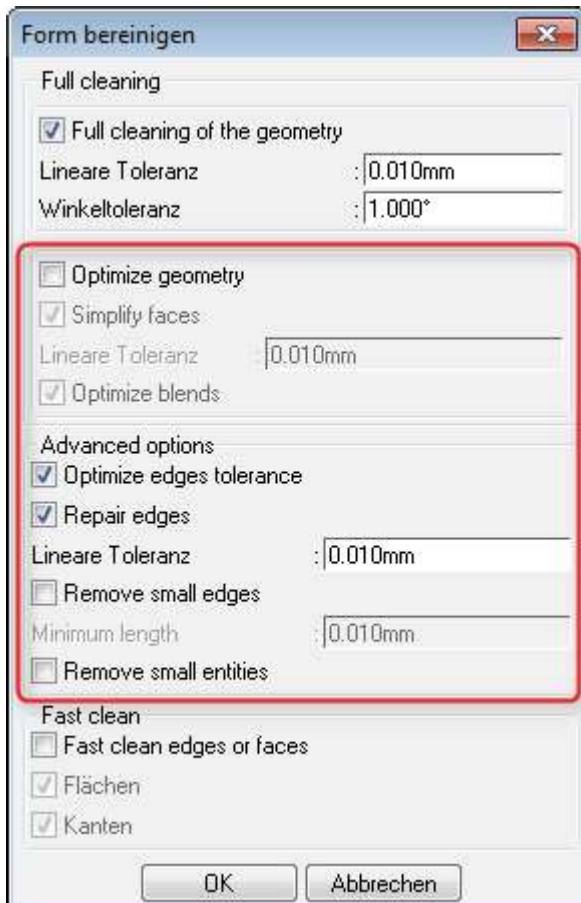 Form bereinigen
Full cleaning
Full cleaning of the geometry
Lineare Toleranz : 0.010mm
Winkeltoleranz : 1.000°
Optimize geometry
Simplify faces
Lineare Toleranz : 0.010mm
Optimize blends
Advanced options
Optimize edges tolerance
Repair edges
Lineare Toleranz : 0.010mm
Remove small edges
Minimum length : 0.010mm
Remove small entities
Fast clean
Fast clean edges or faces
Flächen
Kanten
OK Abbrechen